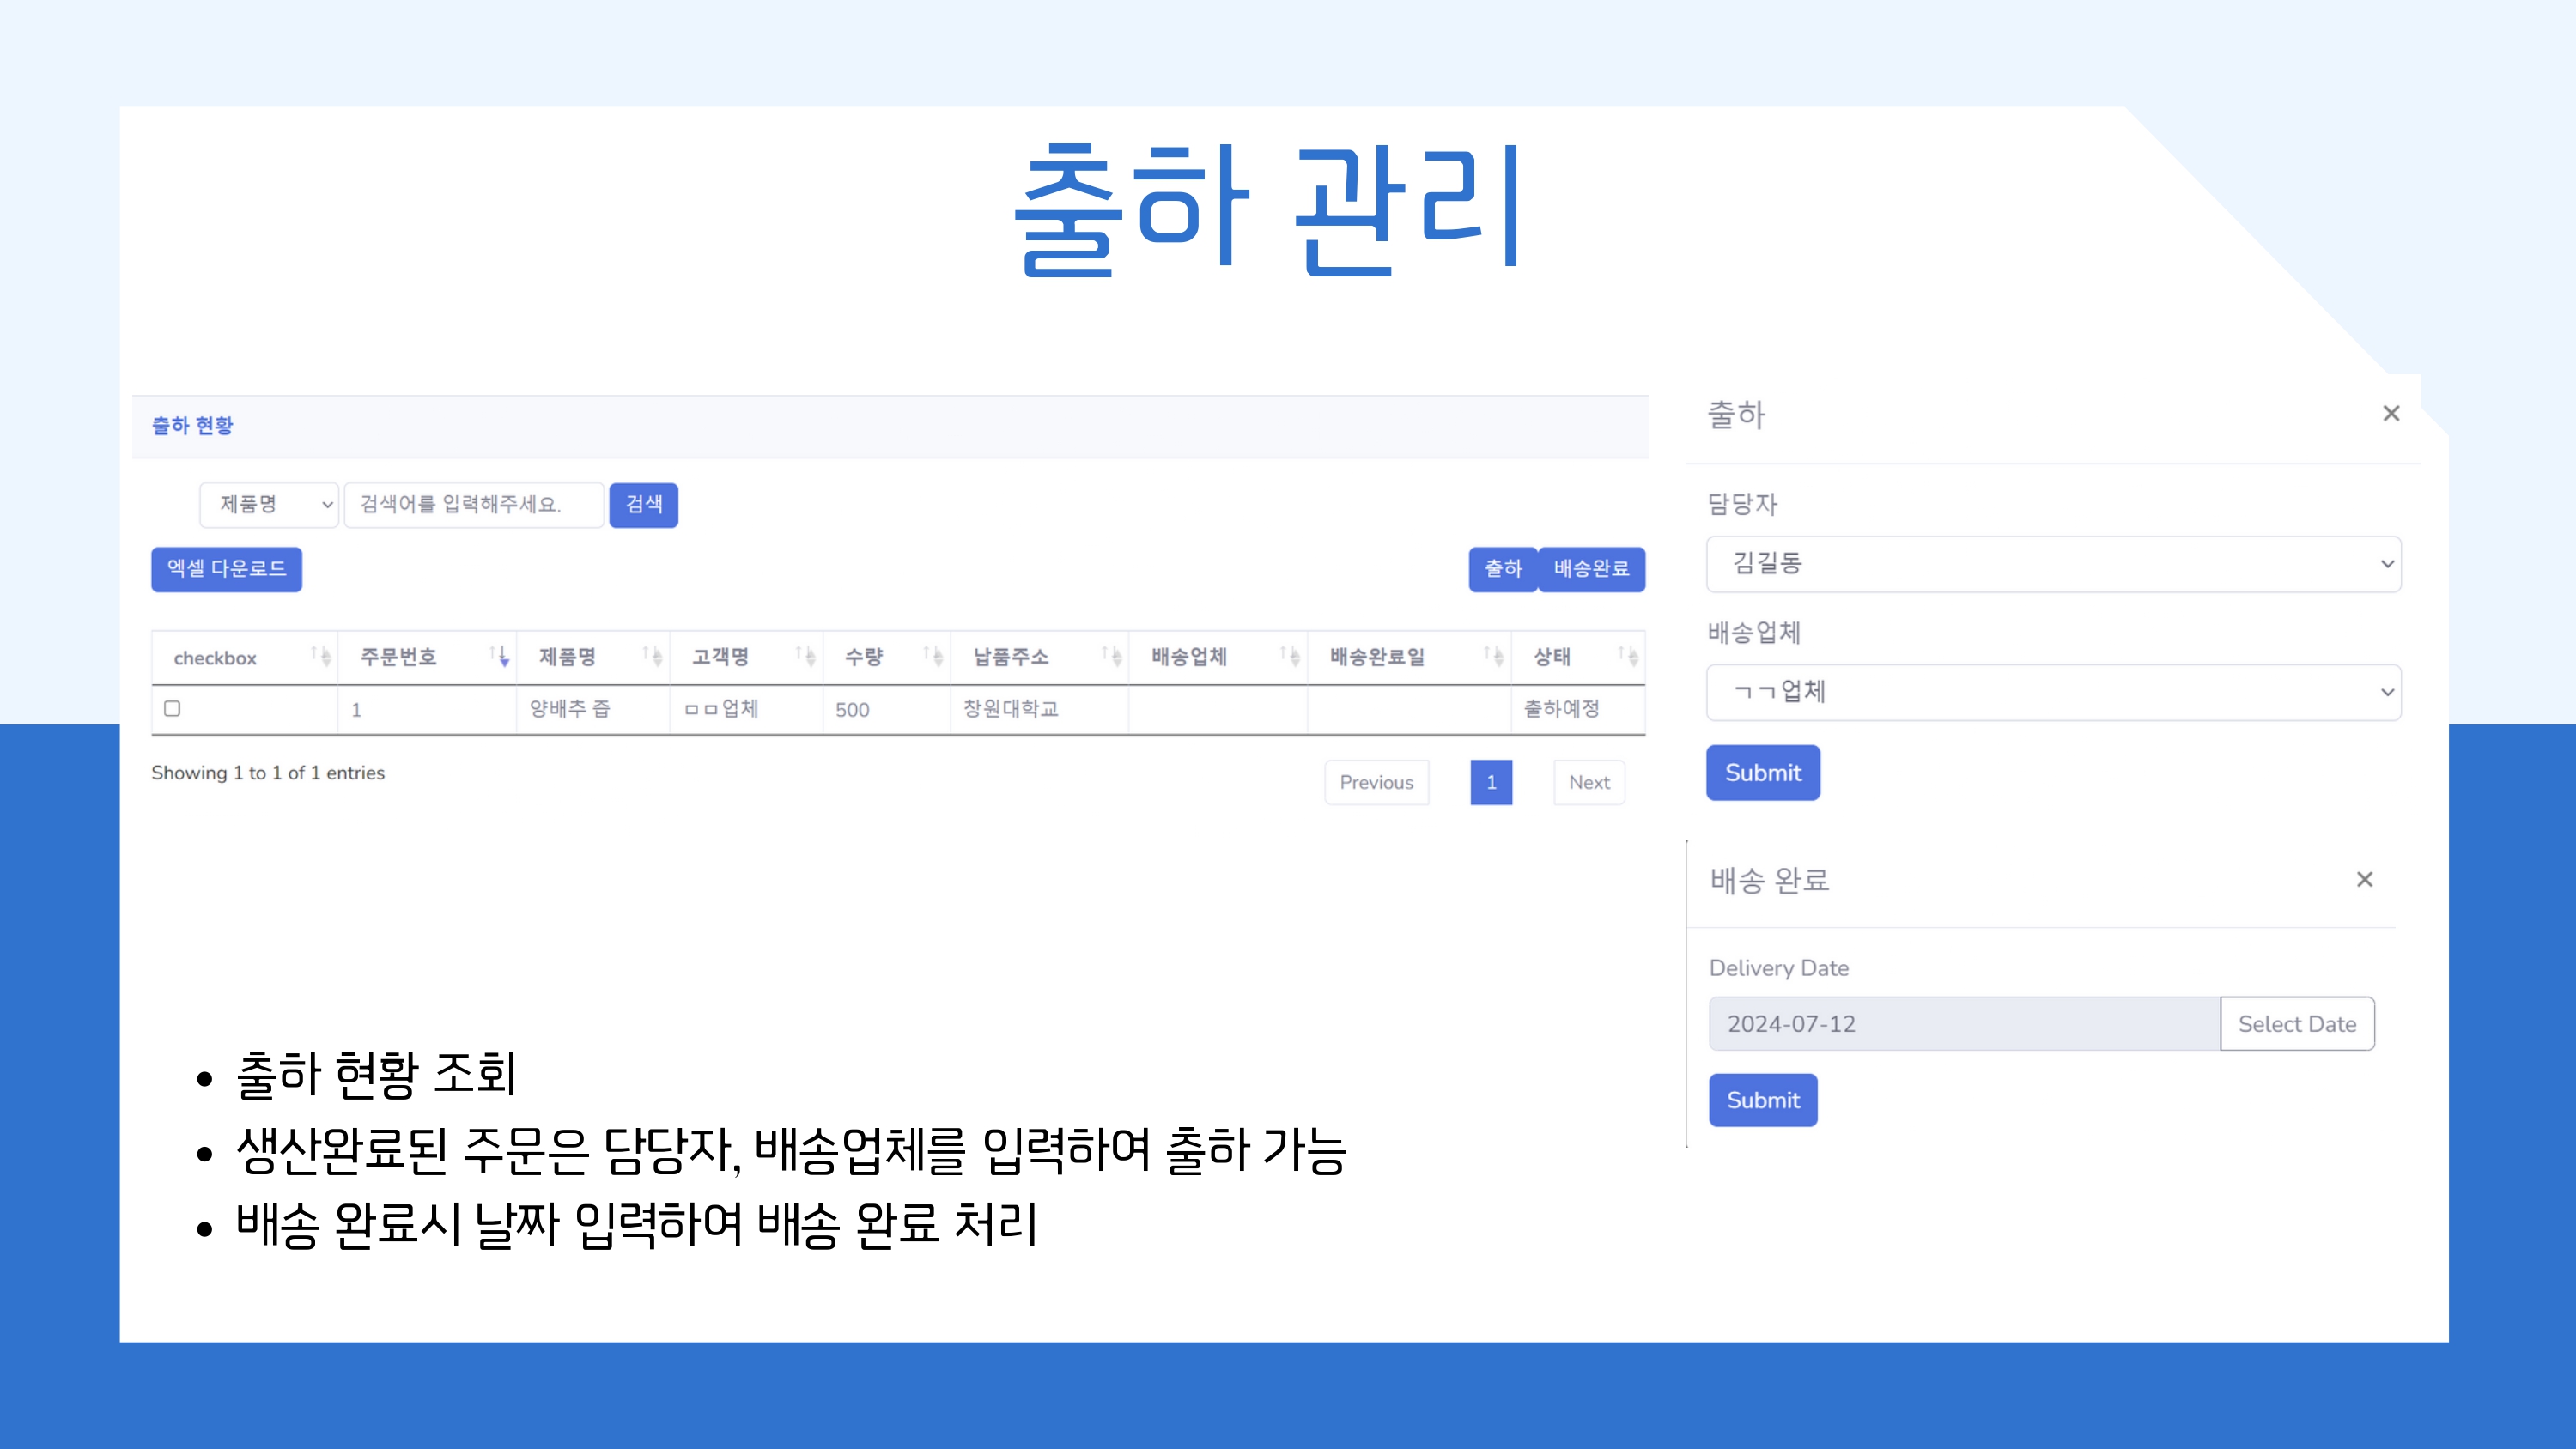 출하 관리
출하 현황
제품명 검색어를 입력해주세요. 검색
엑셀 다운로드 출하 배송완료
checkbox 주문번호 제품명 고객명 수량 납품주소 배송업체 배송완료일 상태
1 양배추 즙 ㅁㅁ업체 500 창원대학교 출하예정
Showing 1 to 1 of 1 entries
Previous 1 Next
출하 ×
담당자
김길동
배송업체
ㄱㄱ업체
Submit
배송 완료 ×
Delivery Date
2024-07-12 Select Date
Submit
• 출하 현황 조회
• 생산완료된 주문은 담당자, 배송업체를 입력하여 출하 가능
• 배송 완료시 날짜 입력하여 배송 완료 처리